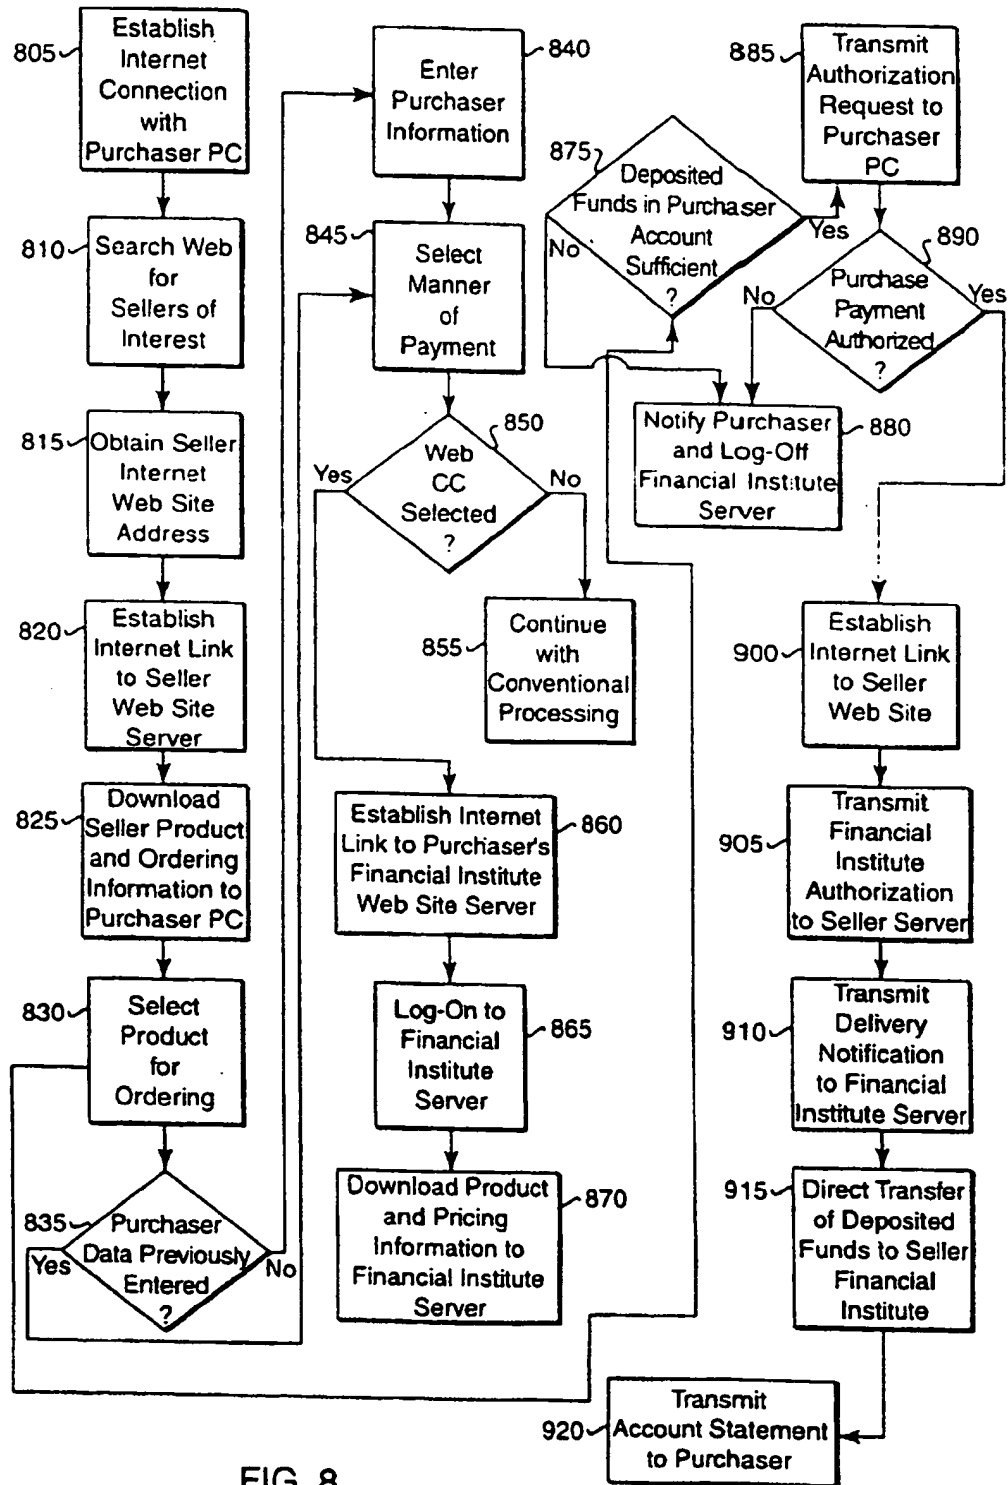 805
Establish
Internet
Connection
with
Purchaser PC
810
Search Web
for
Sellers of
Interest
815
Obtain Seller
Internet
Web Site
Address
820
Establish
Internet Link
to Seller
Web Site
Server
825
Download
Seller Product
and Ordering
Information to
Purchaser PC
830
Select
Product
for
Ordering
835
Purchaser
Data Previously
Entered
?
Yes
No
840
Enter
Purchaser
Information
845
Select
Manner
of
Payment
850
Web
CC
Selected
?
Yes
No
855
Continue
with
Conventional
Processing
860
Establish Internet
Link to Purchaser's
Financial Institute
Web Site Server
865
Log-On to
Financial
Institute
Server
870
Download Product
and Pricing
Information to
Financial Institute
Server
875
Deposited
Funds in Purchaser
Account
Sufficient
?
No
Yes
880
Notify Purchaser
and Log-Off
Financial Institute
Server
885
Transmit
Authorization
Request to
Purchaser
PC
890
Purchase
Payment
Authorized
?
No
Yes
900
Establish
Internet Link
to Seller
Web Site
905
Transmit
Financial
Institute
Authorization
to Seller Server
910
Transmit
Delivery
Notification
to Financial
Institute Server
915
Direct Transfer
of Deposited
Funds to Seller
Financial
Institute
920
Transmit
Account Statement
to Purchaser
FIG. 8